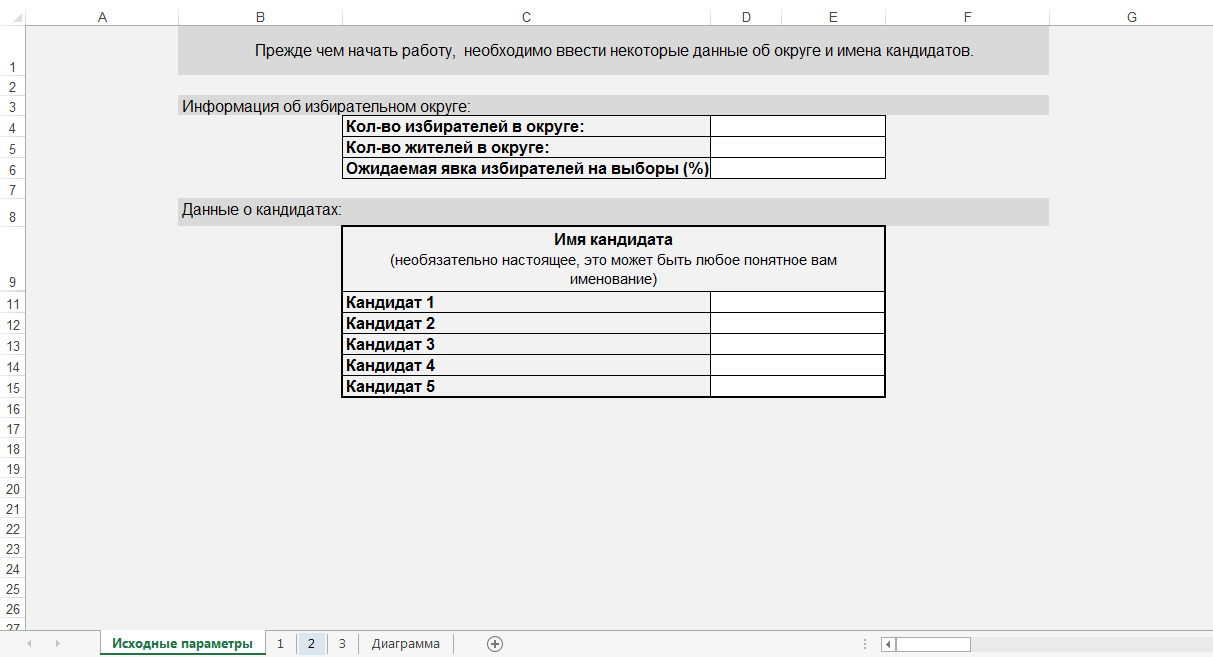 A B C D E F G
1 Прежде чем начать работу, необходимо ввести некоторые данные об округе и имена кандидатов.
2
3 Информация об избирательном округе:
4 Кол-во избирателей в округе:
5 Кол-во жителей в округе:
6 Ожидаемая явка избирателей на выборы (%)
7
8 Данные о кандидатах:
Имя кандидата
(необязательно настоящее, это может быть любое понятное вам
9 именование)
11 Кандидат 1
12 Кандидат 2
13 Кандидат 3
14 Кандидат 4
15 Кандидат 5
16
17
18
19
20
21
22
23
24
25
26
27
Исходные параметры 1 2 3 Диаграмма